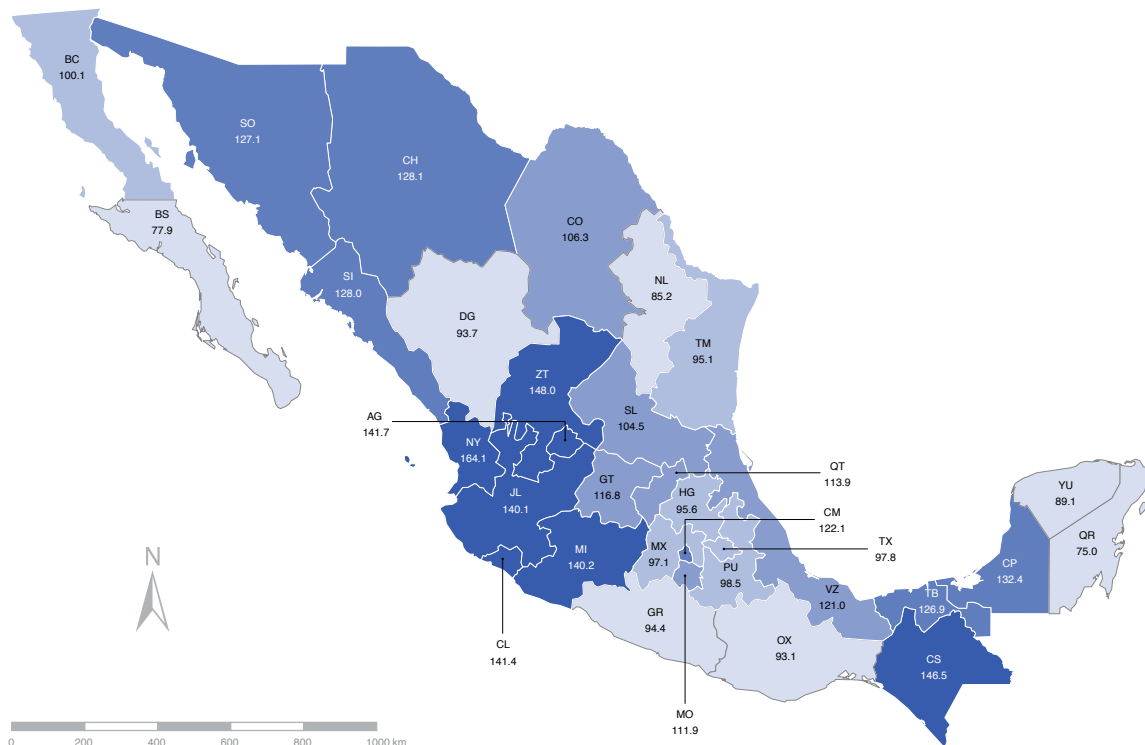 BC
100.1
SO
127.1
CH
128.1
BS
77.9
CO
106.3
SI
128.0
NL
85.2
DG
93.7
TM
95.1
ZT
148.0
AG
141.7
SL
104.5
NY
164.1
QT
113.9
GT
116.8
HG
95.6
YU
89.1
JL
140.1
CM
122.1
QR
75.0
TX
97.8
MI
140.2
MX
97.1
PU
98.5
CP
132.4
VZ
121.0
TB
126.9
N
GR
94.4
OX
93.1
CL
141.4
CS
146.5
MO
111.9
0 200 400 600 800 1000 km